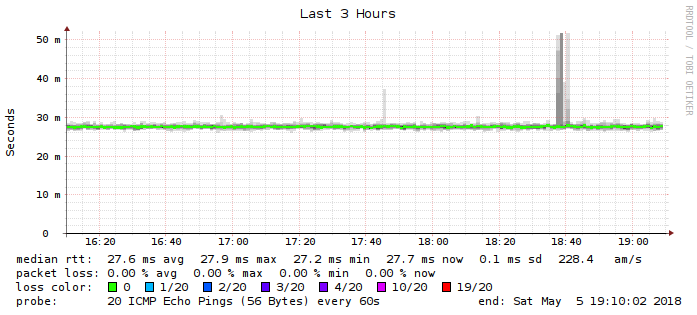 Last 3 Hours
RRDTOOL / TOBI OETIKER
Seconds
50 m
40 m
30 m
20 m
10 m
0
16:20 16:40 17:00 17:20 17:40 18:00 18:20 18:40 19:00
median rtt: 27.6 ms avg 27.9 ms max 27.2 ms min 27.7 ms now 0.1 ms sd 228.4 am/s
packet loss: 0.00 % avg 0.00 % max 0.00 % min 0.00 % now
loss color: 0 1/20 2/20 3/20 4/20 10/20 19/20
probe: 20 ICMP Echo Pings (56 Bytes) every 60s end: Sat May 5 19:10:02 2018